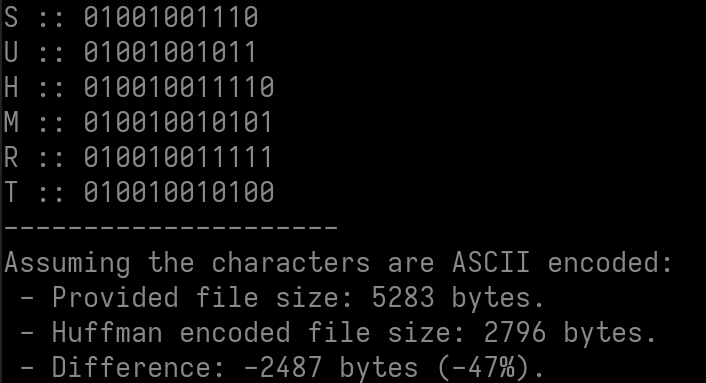 S :: 01001001110
U :: 01001001011
H :: 010010011110
M :: 010010010101
R :: 010010011111
T :: 010010010100
---------------------
Assuming the characters are ASCII encoded:
 - Provided file size: 5283 bytes.
 - Huffman encoded file size: 2796 bytes.
 - Difference: -2487 bytes (-47%).